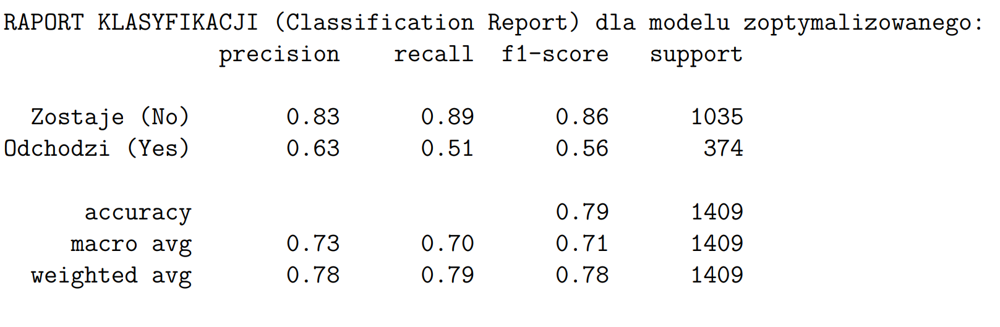 RAPORT KLASYFIKACJI (Classification Report) dla modelu zoptymalizowanego:
precision recall f1-score support
Zostaje (No) 0.83 0.89 0.86 1035
Odchodzi (Yes) 0.63 0.51 0.56 374
accuracy 0.79 1409
macro avg 0.73 0.70 0.71 1409
weighted avg 0.78 0.79 0.78 1409